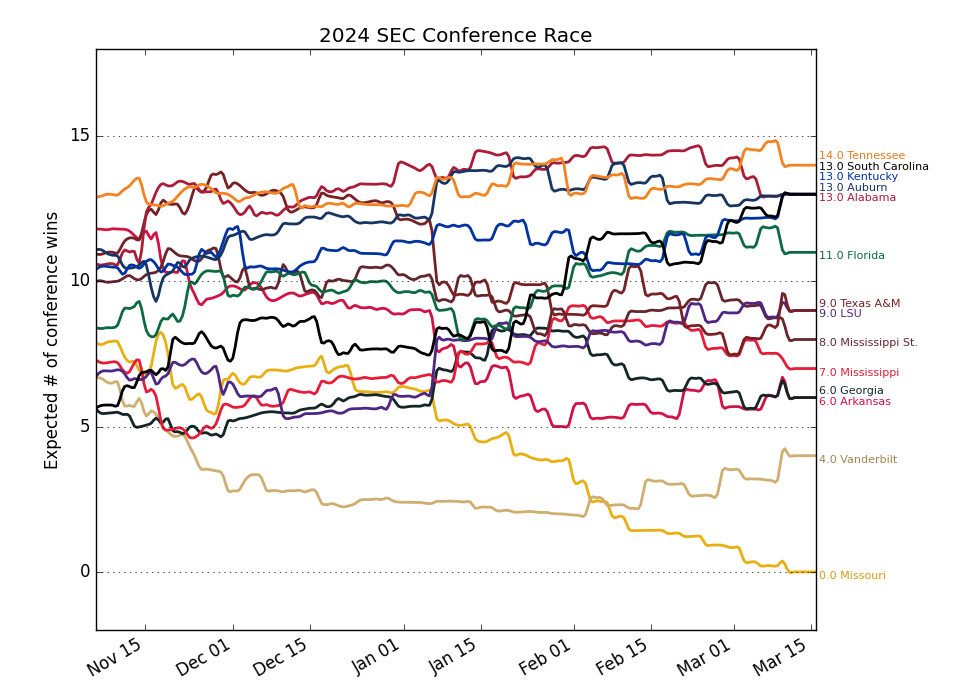 2024 SEC Conference Race
Expected # of conference wins
15
10
5
0
14.0 Tennessee
13.0 South Carolina
13.0 Kentucky
13.0 Auburn
13.0 Alabama
11.0 Florida
9.0 Texas A&M
9.0 LSU
8.0 Mississippi St.
7.0 Mississippi
6.0 Georgia
6.0 Arkansas
4.0 Vanderbilt
0.0 Missouri
Nov 15
Dec 01
Dec 15
Jan 01
Jan 15
Feb 01
Feb 15
Mar 01
Mar 15